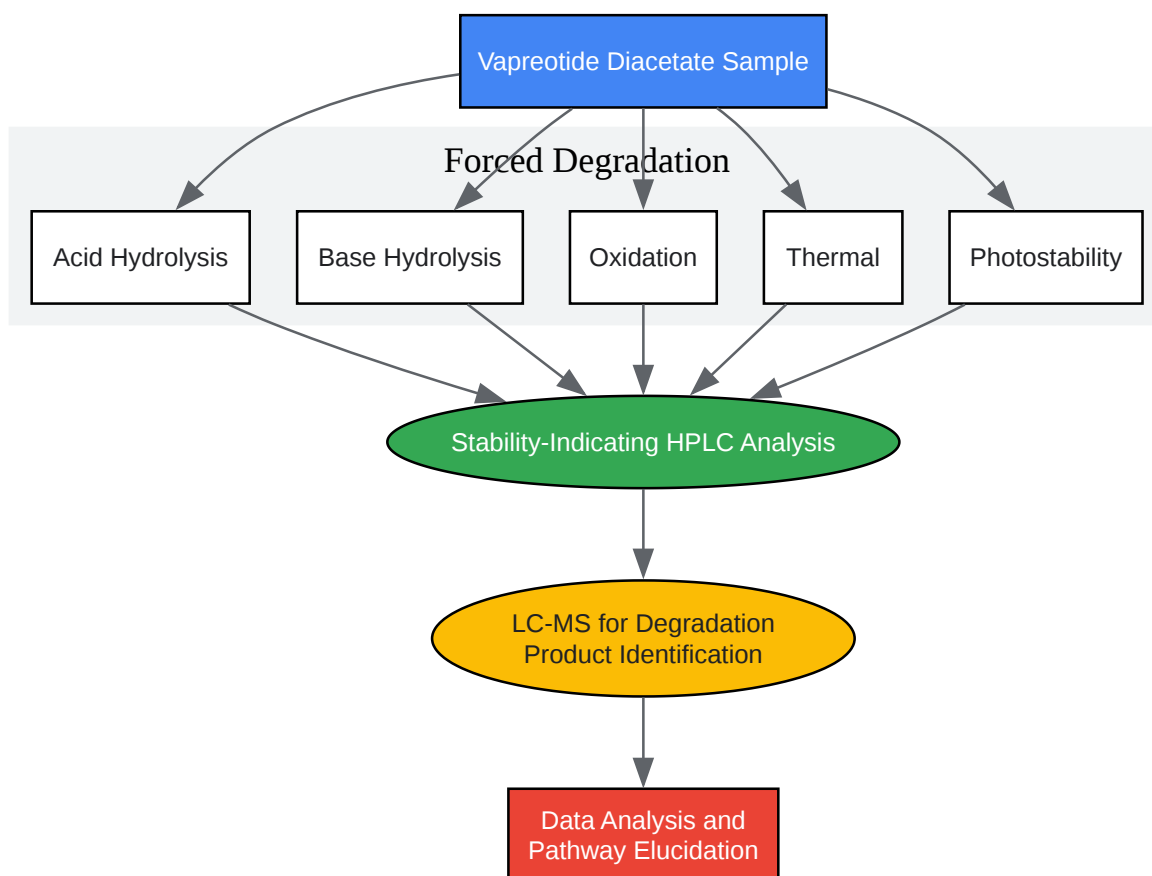 Vapreotide Diacetate Sample
Forced Degradation
Acid Hydrolysis
Base Hydrolysis
Oxidation
Thermal
Photostability
Stability-Indicating HPLC Analysis
LC-MS for Degradation
Product Identification
Data Analysis and
Pathway Elucidation